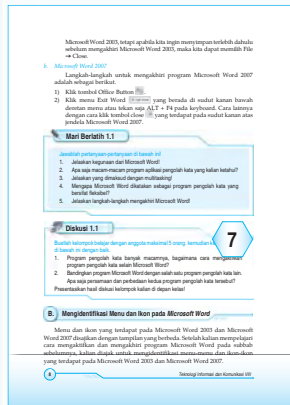 Microsoft Word 2003, tetapi apabila kita ingin menyimpan terlebih dahulu
sebelum mengakhiri Microsoft Word 2003, maka kita dapat memilih File
→ Close.
b. Microsoft Word 2007
Langkah-langkah untuk mengakhiri program Microsoft Word 2007
adalah sebagai berikut:
1) Klik tombol Office Button
2) Klik menu Exit Word yang berada di sudut kanan bawah
deretan menu atau tekan saja ALT + F4 pada keyboard. Cara lainnya
dengan cara klik tombol close yang terdapat pada sudut kanan atas
jendela Microsoft Word 2007.
Mari Berlatih 1.1
Jawablah pertanyaan-pertanyaan di bawah ini!
1. Jelaskan kegunaan dari Microsoft Word!
2. Apa saja macam-macam program aplikasi pengolah kata yang kalian ketahui?
3. Jelaskan yang dimaksud dengan multitasking!
4. Mengapa Microsoft Word dikatakan sebagai program pengolah kata yang
bersifat fleksibel?
5. Jelaskan langkah-langkah mengakhiri Microsoft Word!
Diskusi 1.1
Buatlah kelompok belajar dengan anggota maksimal 5 orang, kemudian
di bawah ini dengan baik.
1. Program pengolah kata banyak macamnya, bagaimana cara
program pengolah kata selain Microsoft Word?
2. Bandingkan program Microsoft Word dengan salah satu program pengolah kata lain.
Apa saja persamaan dan perbedaan kedua program pengolah kata tersebut?
Presentasikan hasil diskusi kelompok kalian di depan kelas!
7
B. Mengidentifikasi Menu dan Ikon pada Microsoft Word
Menu dan ikon yang terdapat pada Microsoft Word 2003 dan Microsoft
Word 2007 disajikan dengan tampilan yang berbeda. Setelah kalian mempelajari
cara mengaktifkan dan mengakhiri program Microsoft Word pada subbab
sebelumnya, kalian diajak untuk mengidentifikasi menu-menu dan ikon-ikon
yang terdapat pada Microsoft Word 2003 dan Microsoft Word 2007.
6
Teknologi Informasi dan Komunikasi VIII